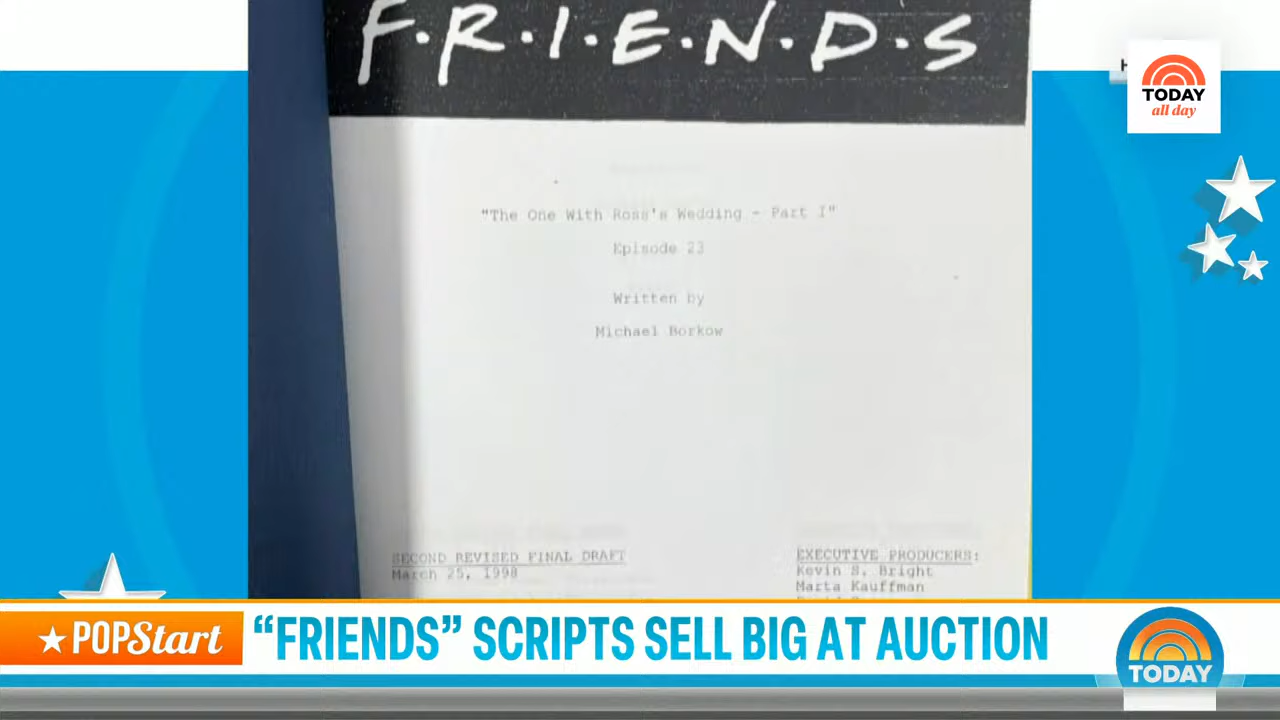 F·R·I·E·N·D·S
TODAY
all day
"The One With Ross's Wedding - Part I"
Episode 23
Written by
Michael Borkow
SECOND REVISED FINAL DRAFT
March 25, 1998
EXECUTIVE PRODUCERS:
Kevin S. Bright
Marta Kauffman
POPStart
“FRIENDS” SCRIPTS SELL BIG AT AUCTION
TODAY